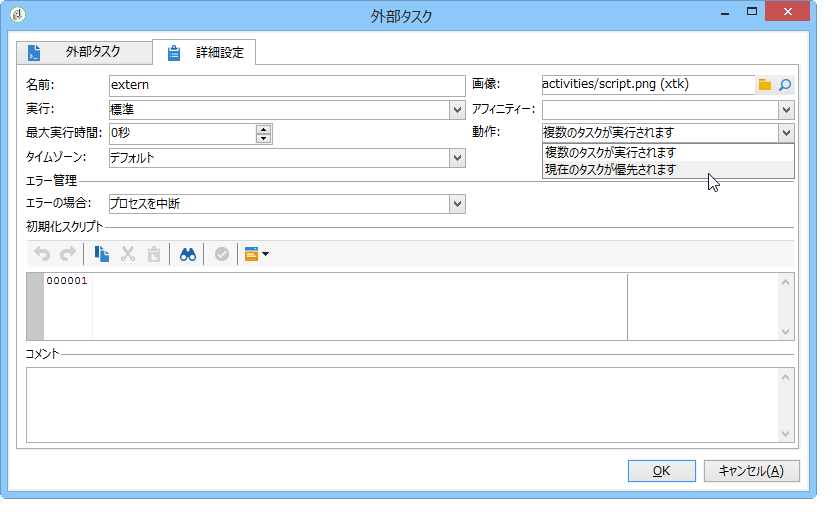 外部タスク
外部タスク 詳細設定
名前: extern 画像: activities/script.png (xtk)
実行: 標準 アフィニティー:
最大実行時間: 0秒 動作: 複数のタスクが実行されます
複数のタスクが実行されます
タイムゾーン: デフォルト 現在のタスクが優先されます
エラー管理
エラーの場合: プロセスを中断
初期化スクリプト
000001
コメント
OK キャンセル(A)